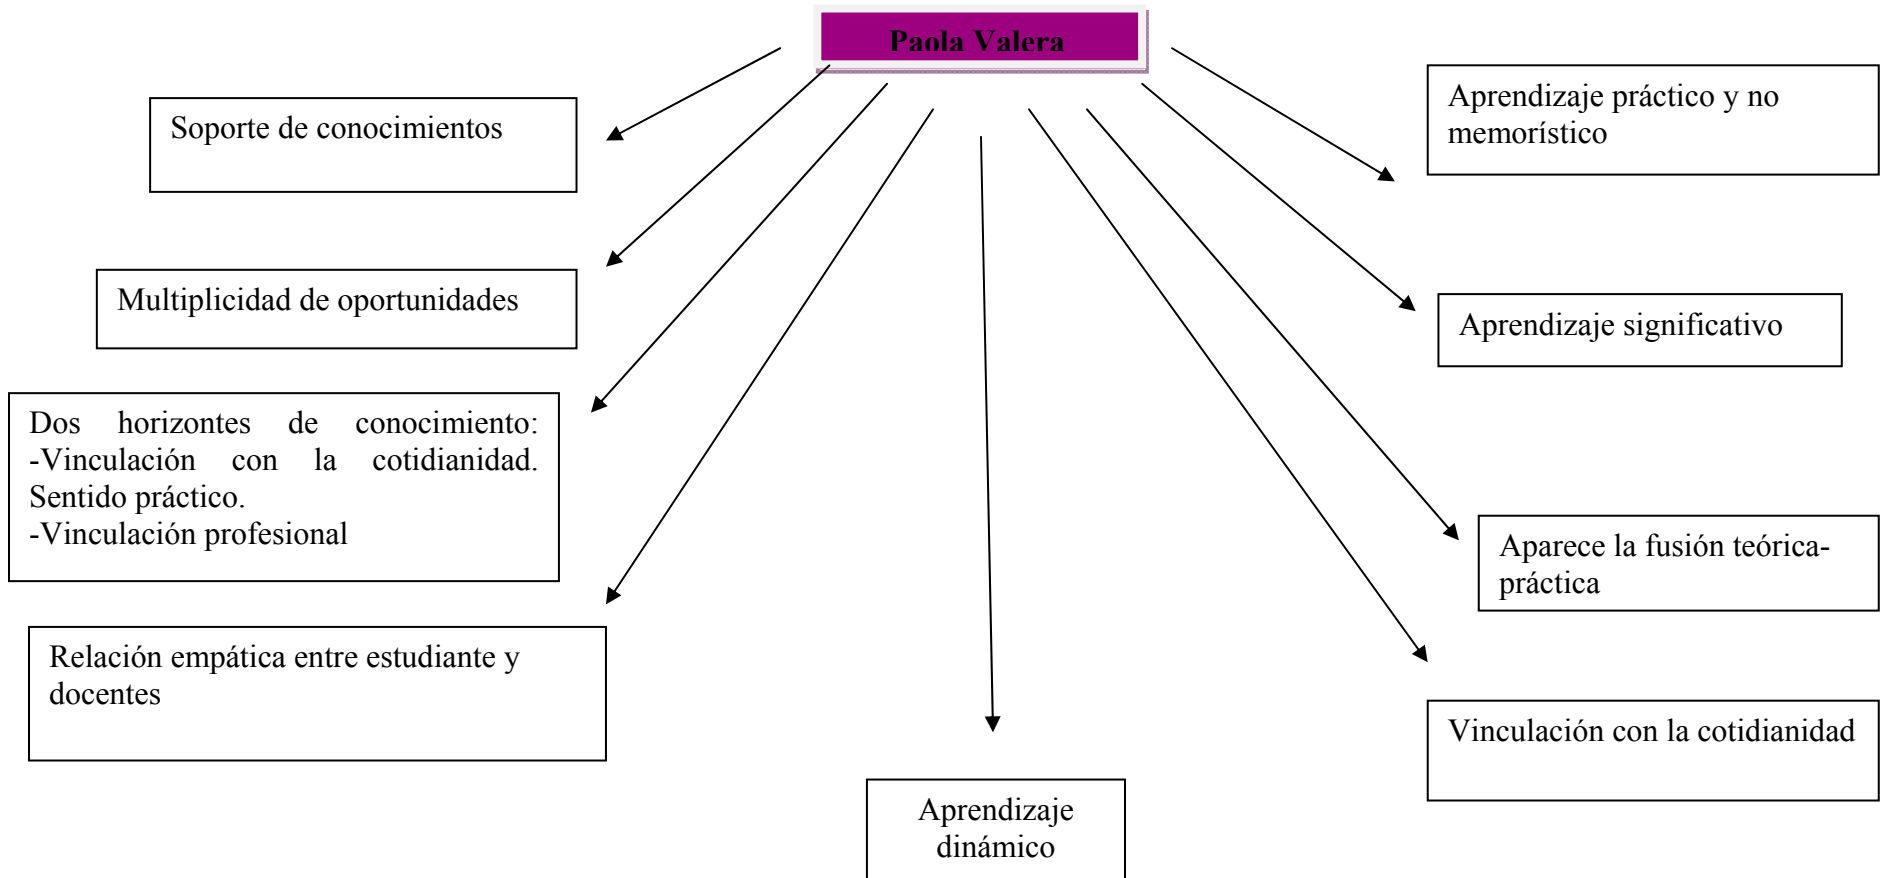 Paola Valera
Soporte de conocimientos
Multiplicidad de oportunidades
Dos horizontes de conocimiento:
-Vinculación con la cotidianidad.
Sentido práctico.
-Vinculación profesional
Relación empática entre estudiante y
docentes
Aprendizaje
dinámico
Aprendizaje práctico y no
memorístico
Aprendizaje significativo
Aparece la fusión teórica-
práctica
Vinculación con la cotidianidad